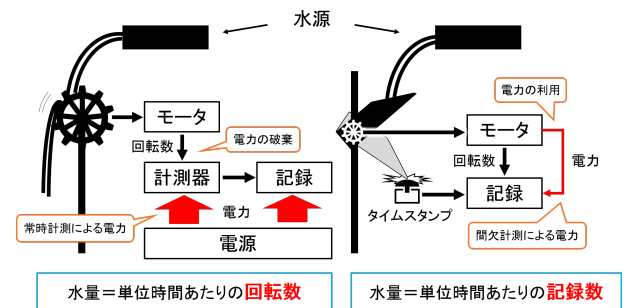 水源
モータ
回転数
電力の破棄
計測器
記録
常時計測による電力
電力
電源
水量＝単位時間あたりの回転数
電力の利用
モータ
回転数
電力
記録
タイムスタンプ
間欠計測による電力
水量＝単位時間あたりの記録数